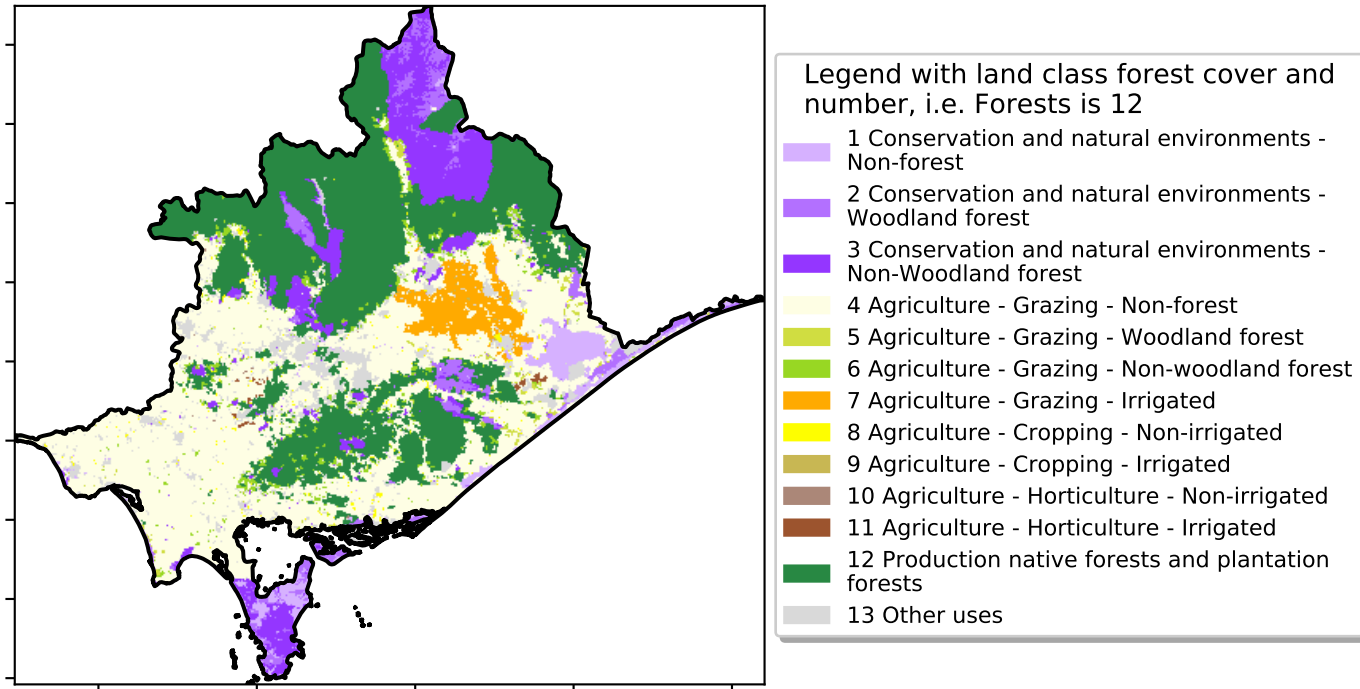 Legend with land class forest cover and
number, i.e. Forests is 12
1 Conservation and natural environments -
Non-forest
2 Conservation and natural environments -
Woodland forest
3 Conservation and natural environments -
Non-Woodland forest
4 Agriculture - Grazing - Non-forest
5 Agriculture - Grazing - Woodland forest
6 Agriculture - Grazing - Non-woodland forest
7 Agriculture - Grazing - Irrigated
8 Agriculture - Cropping - Non-irrigated
9 Agriculture - Cropping - Irrigated
10 Agriculture - Horticulture - Non-irrigated
11 Agriculture - Horticulture - Irrigated
12 Production native forests and plantation
forests
13 Other uses